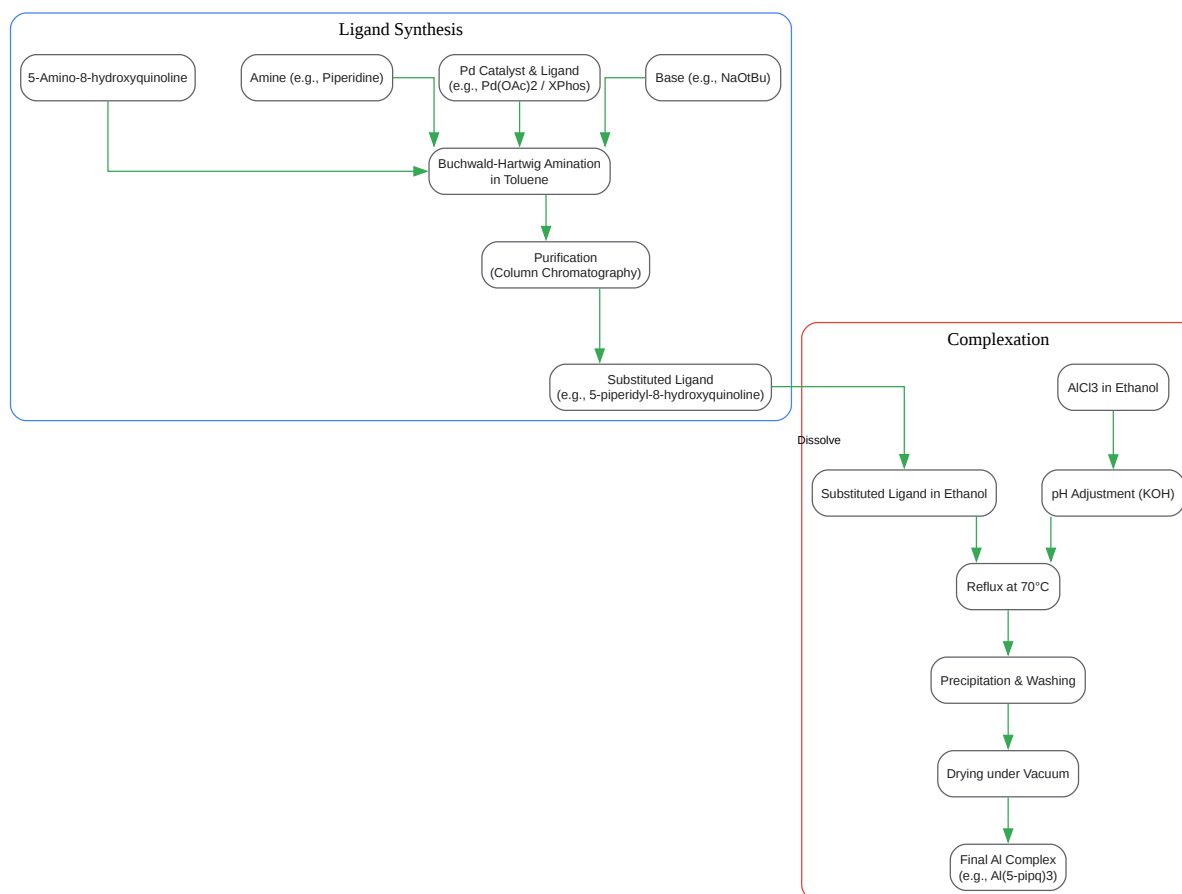 Ligand Synthesis
5-Amino-8-hydroxyquinoline
Amine (e.g., Piperidine)
Pd Catalyst & Ligand
(e.g., Pd(OAc)2 / XPhos)
Base (e.g., NaOtBu)
Buchwald-Hartwig Amination
in Toluene
Purification
(Column Chromatography)
Substituted Ligand
(e.g., 5-piperidyl-8-hydroxyquinoline)
Complexation
AlCl3 in Ethanol
Dissolve
Substituted Ligand in Ethanol
pH Adjustment (KOH)
Reflux at 70°C
Precipitation & Washing
Drying under Vacuum
Final Al Complex
(e.g., Al(5-pipq)3)